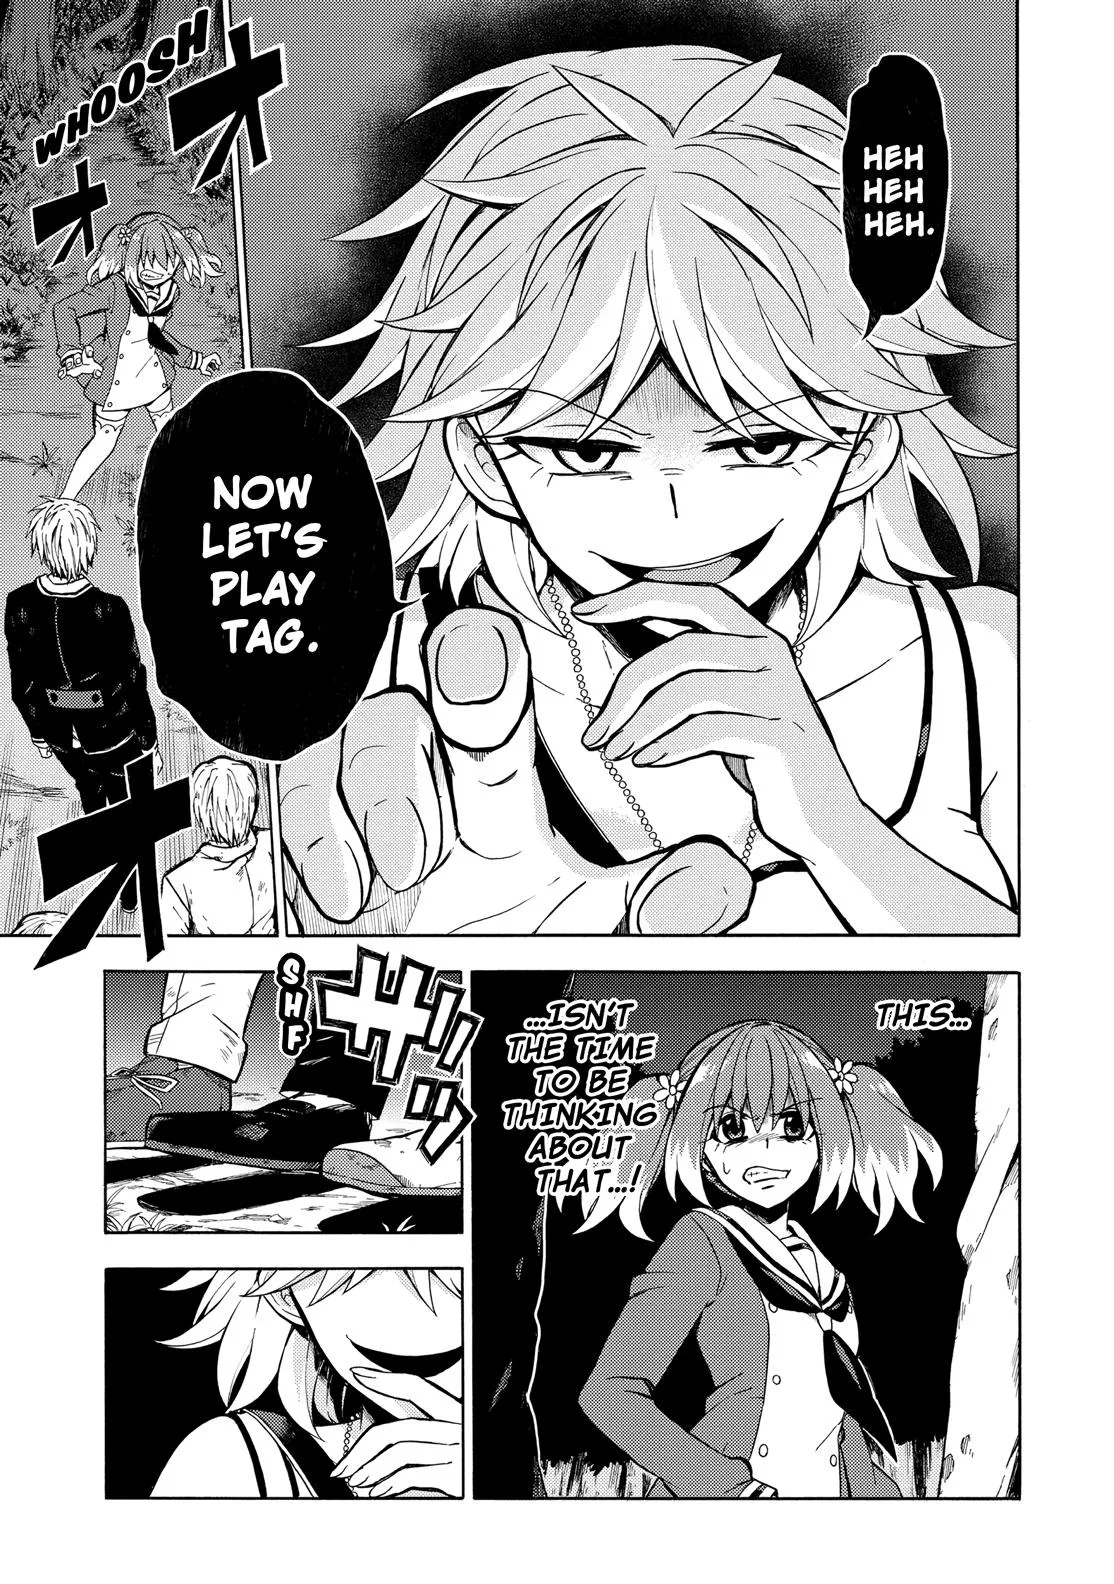 HEH
HEH
HEH.
NOW
LET'S
PLAY
TAG.
WHOOSH
オオオ
THIS...
...ISN'T
THE TIME
TO BE
THINKING
ABOUT
THAT...!
SHF
ザッ